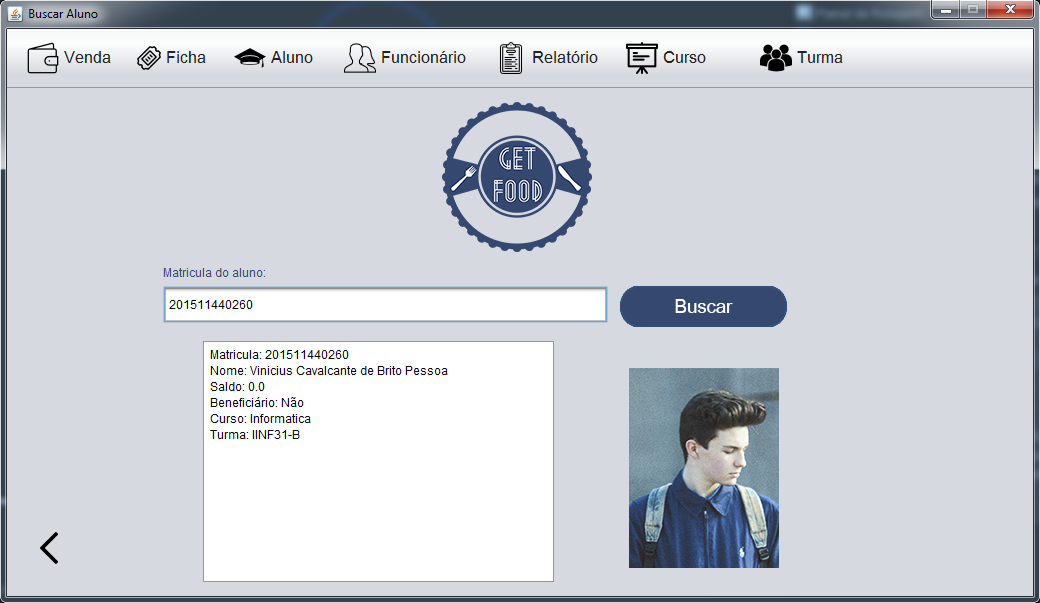 Buscar Aluno
Venda Ficha Aluno Funcionário Relatório Curso Turma
GET
FOOD
Matricula do aluno:
201511440260
Buscar
Matricula: 201511440260
Nome: Vinicius Cavalcante de Brito Pessoa
Saldo: 0.0
Beneficiário: Não
Curso: Informatica
Turma: IINF31-B